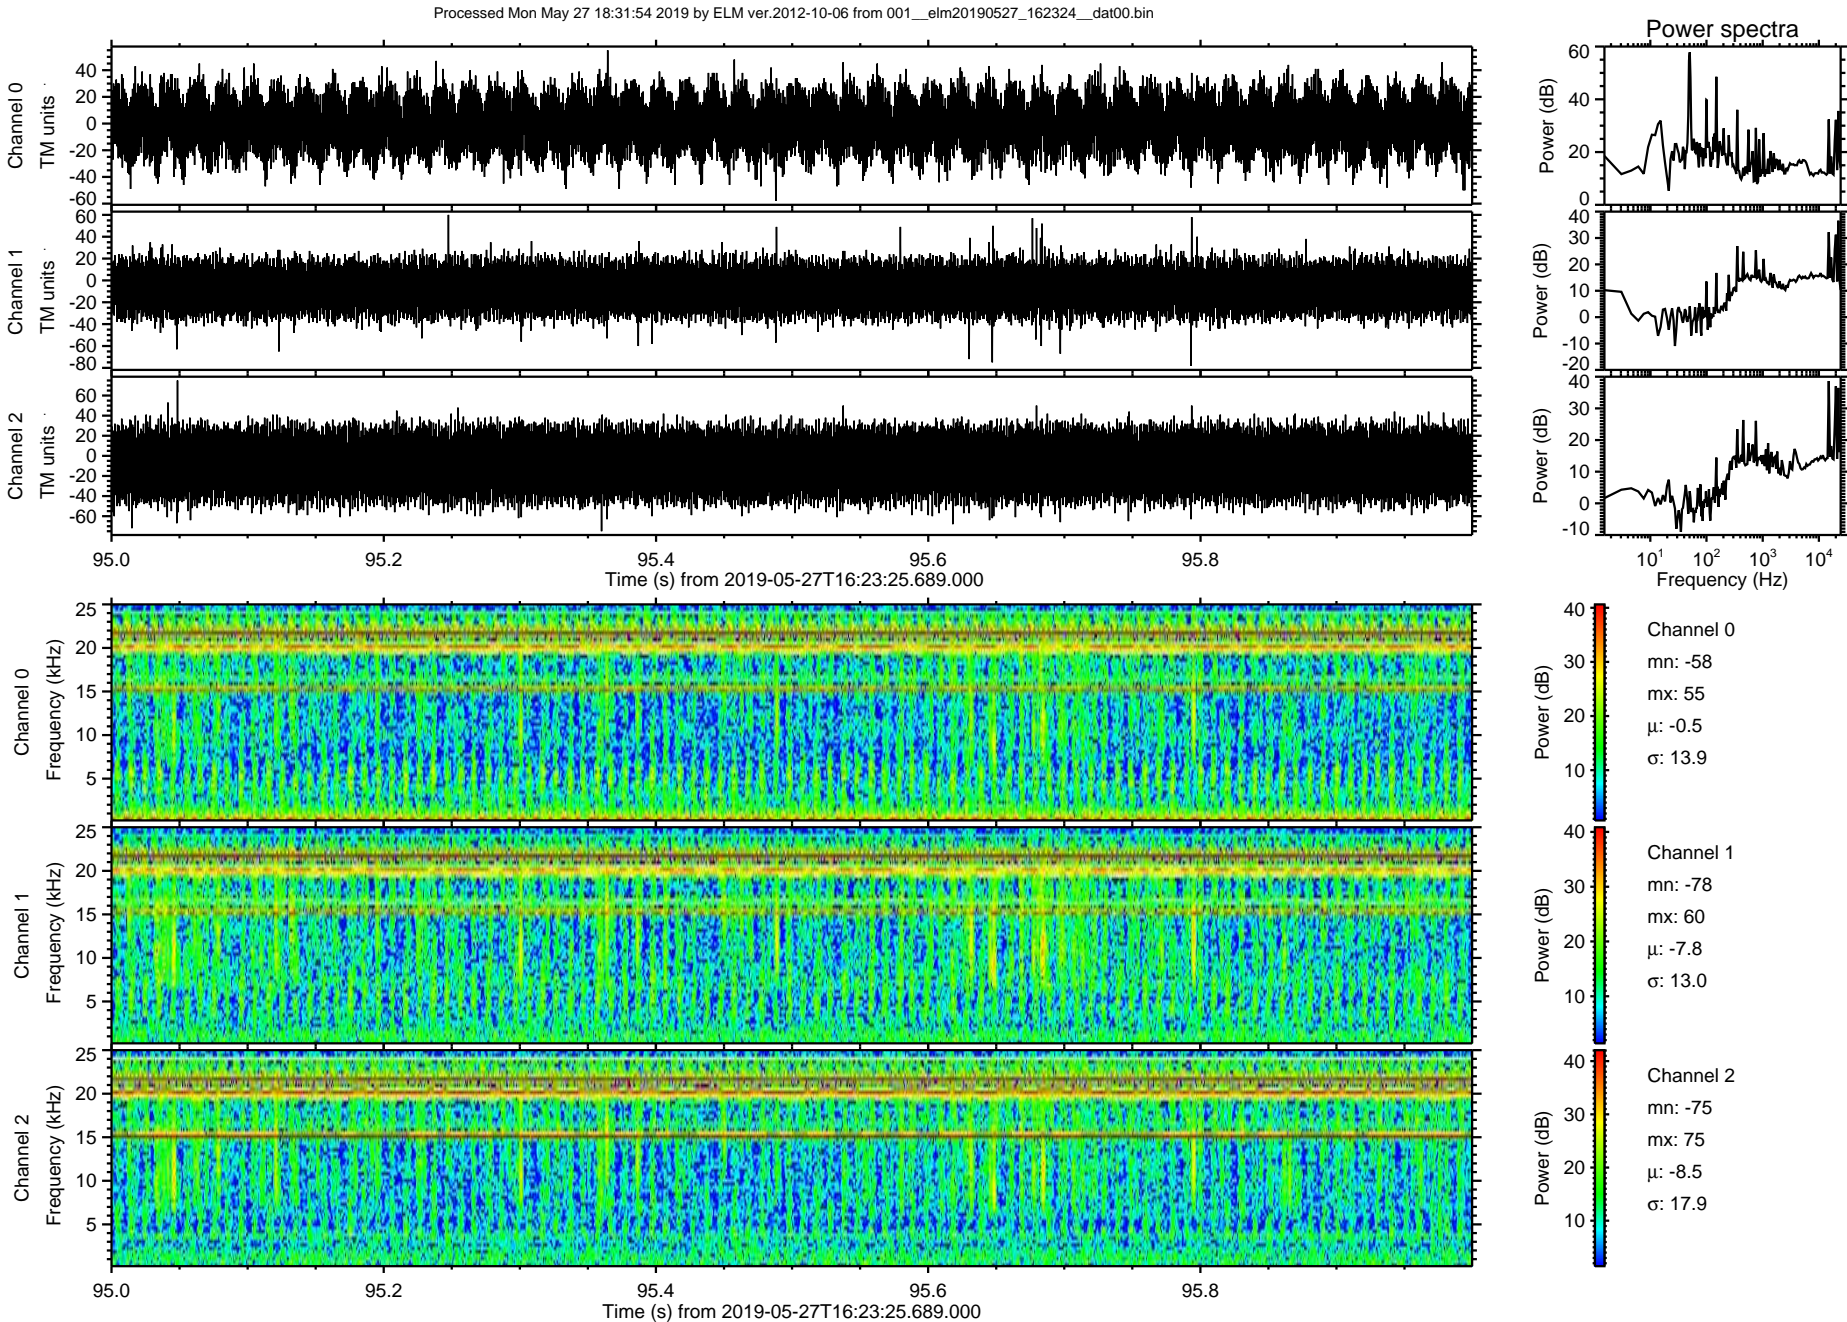 Processed Mon May 27 18:31:54 2019 by ELM ver.2012-10-06 from 001__elm20190527_162324__dat00.bin
Power spectra
Channel 0
TM units
40
20
0
-20
-40
-60
Power (dB)
60
40
20
0
Channel 1
TM units
60
40
20
0
-20
-40
-60
-80
Power (dB)
40
30
20
10
0
-10
-20
Channel 2
TM units
60
40
20
0
-20
-40
-60
Power (dB)
40
30
20
10
0
-10
95.0 95.2 95.4 95.6 95.8
Time (s) from 2019-05-27T16:23:25.689.000
10^1 10^2 10^3 10^4
Frequency (Hz)
Channel 0
Frequency (kHz)
25
20
15
10
5
Power (dB)
40
30
20
10
Channel 0
mn: -58
mx: 55
μ: -0.5
σ: 13.9
Channel 1
Frequency (kHz)
25
20
15
10
5
Power (dB)
40
30
20
10
Channel 1
mn: -78
mx: 60
μ: -7.8
σ: 13.0
Channel 2
Frequency (kHz)
25
20
15
10
5
Power (dB)
40
30
20
10
Channel 2
mn: -75
mx: 75
μ: -8.5
σ: 17.9
95.0 95.2 95.4 95.6 95.8
Time (s) from 2019-05-27T16:23:25.689.000